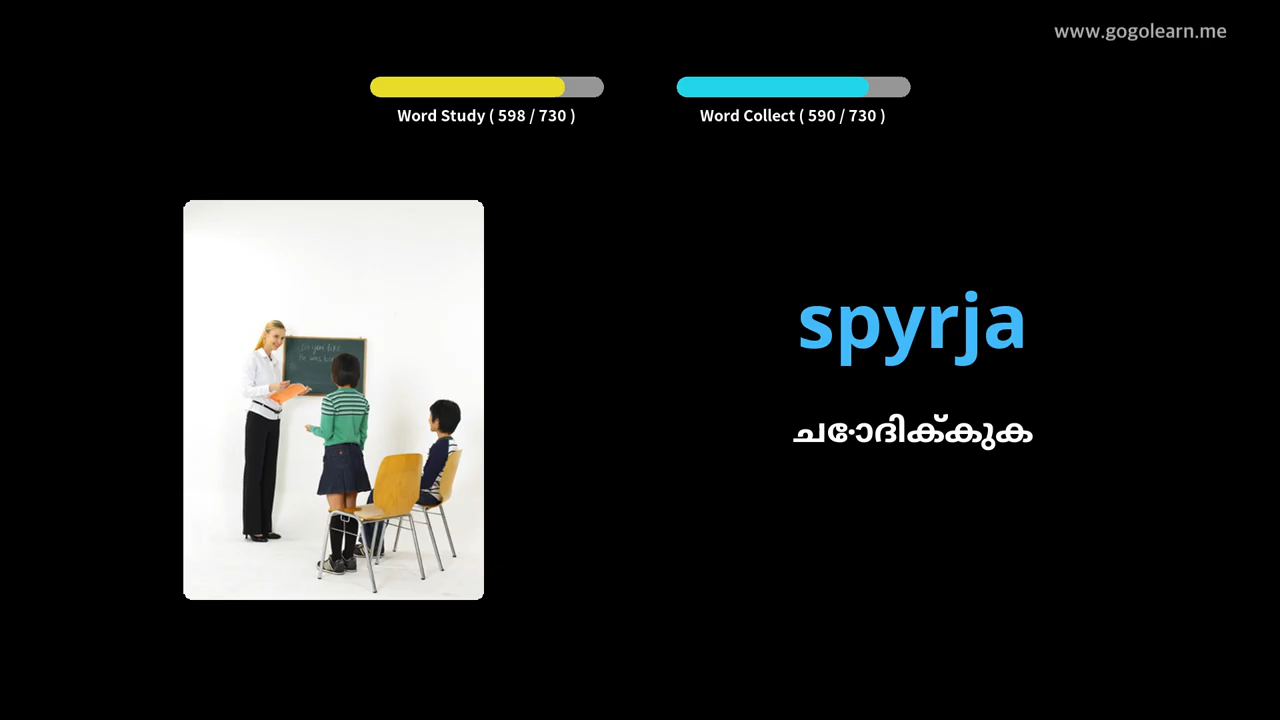 www.gogolearn.me
Word Study ( 598 / 730 )
Word Collect ( 590 / 730 )
spyrja
ചോദിക്കുക